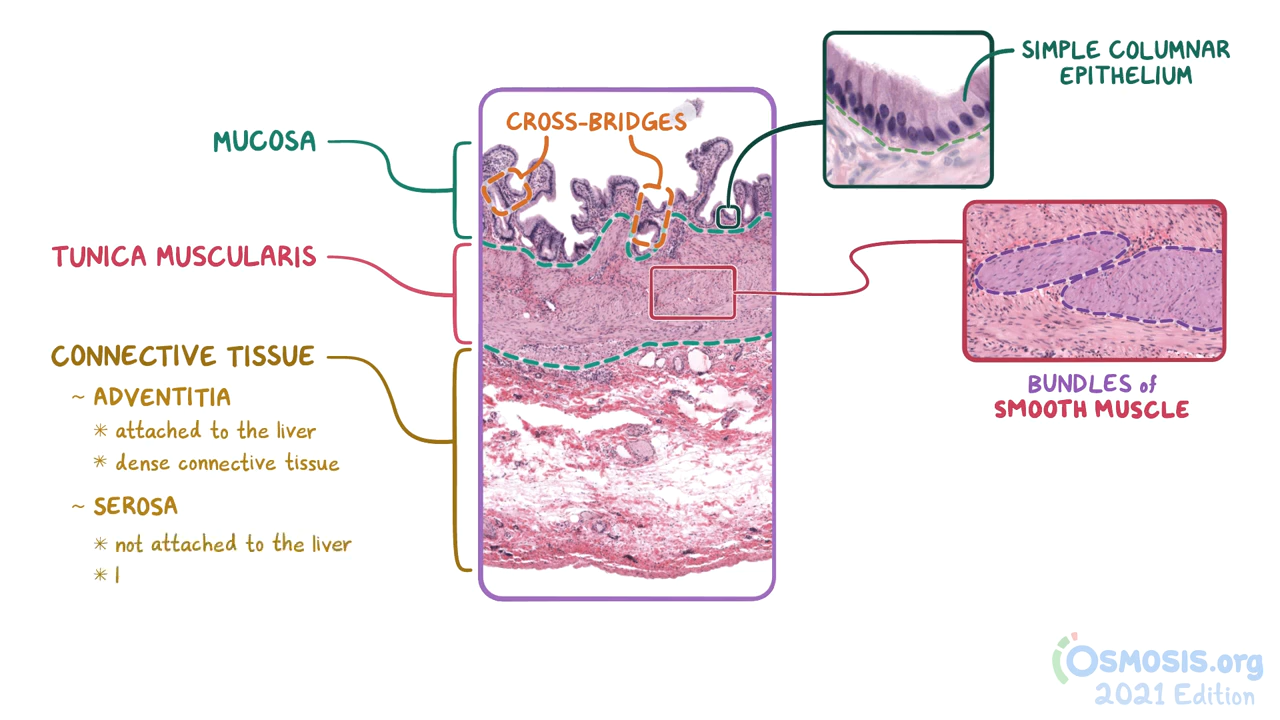 CROSS-BRIDGES
MUCOSA
TUNICA MUSCULARIS
CONNECTIVE TISSUE
~ ADVENTITIA
* attached to the liver
* dense connective tissue
~ SEROSA
* not attached to the liver
* l
SIMPLE COLUMNAR
EPITHELIUM
BUNDLES of
SMOOTH MUSCLE
OSMOSIS.org
2021 Edition